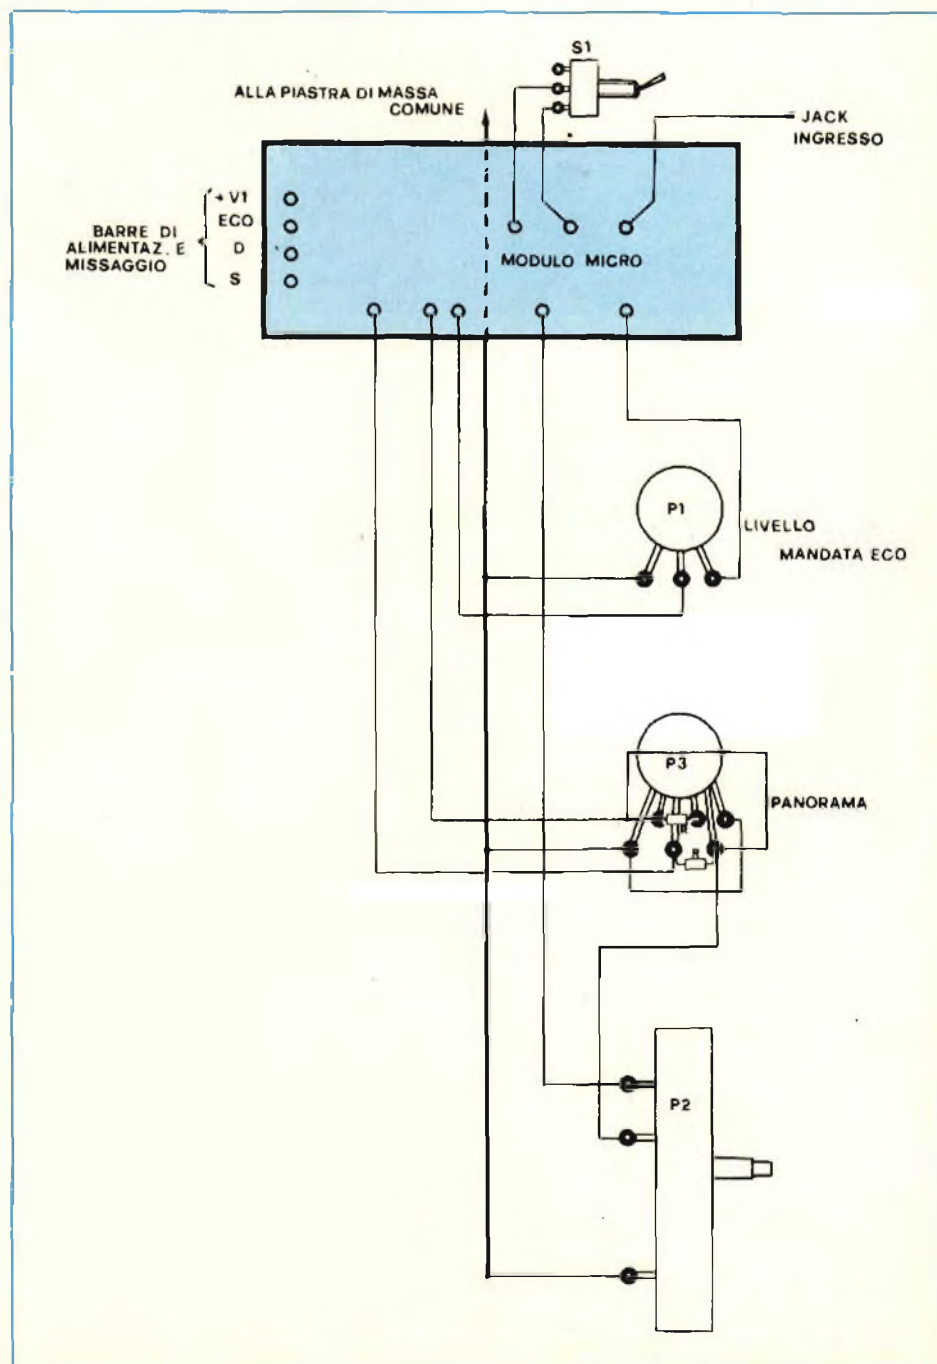 S1
ALLA PIASTRA DI MASSA
COMUNE
JACK
INGRESSO
+ V1
ECO
D
S
BARRE DI
ALIMENTAZ. E
MISSAGGIO
MODULO MICRO
P1
LIVELLO
MANDATA ECO
P3
PANORAMA
R
R
P2